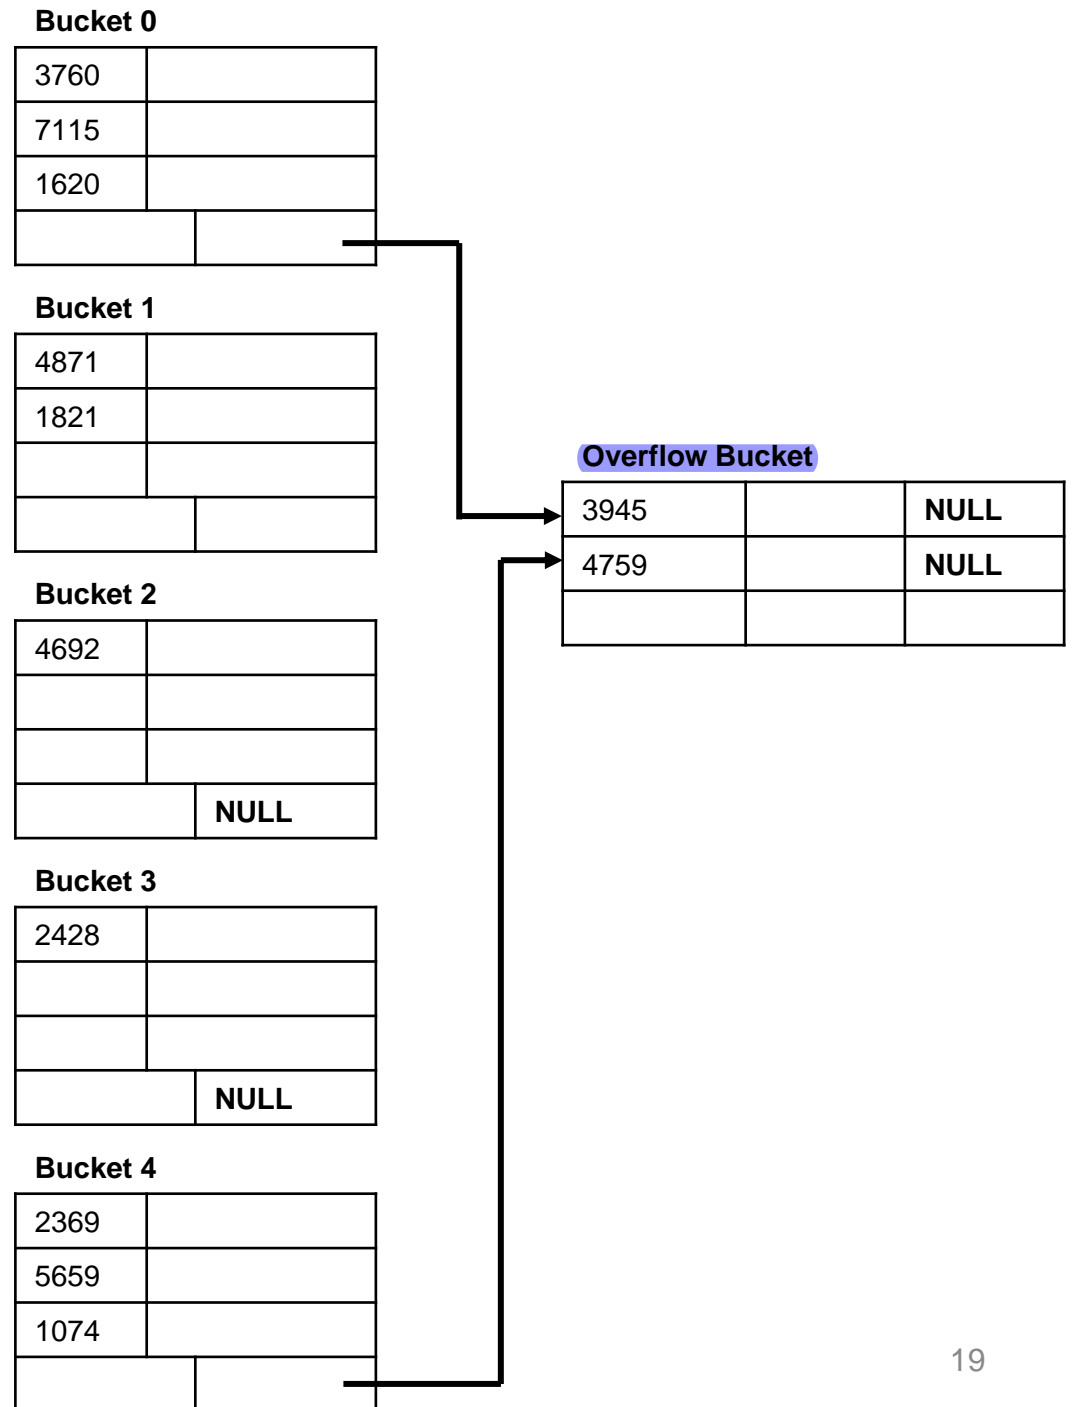 Bucket 0
3760
7115
1620
Bucket 1
4871
1821
Bucket 2
4692
NULL
Bucket 3
2428
NULL
Bucket 4
2369
5659
1074
Overflow Bucket
3945 NULL
4759 NULL
19